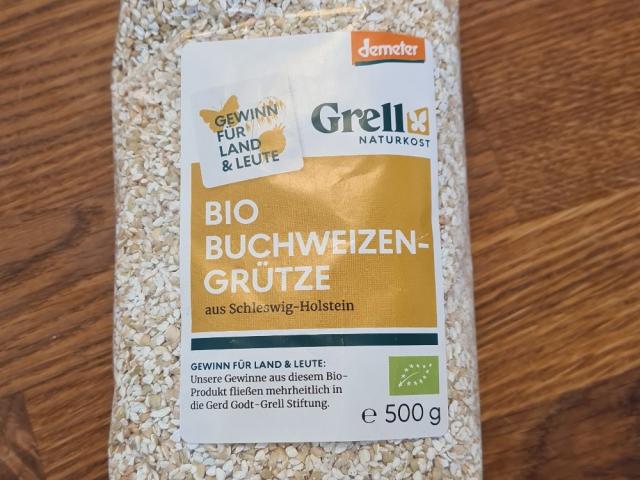 demeter
GEWINN
FÜR
LAND
& LEUTE
Grell
NATURKOST
BIO
BUCHWEIZEN-
GRÜTZE
aus Schleswig-Holstein
GEWINN FÜR LAND & LEUTE:
Unsere Gewinne aus diesem Bio-
Produkt fließen mehrheitlich in
die Gerd Godt-Grell Stiftung.
℮ 500 g